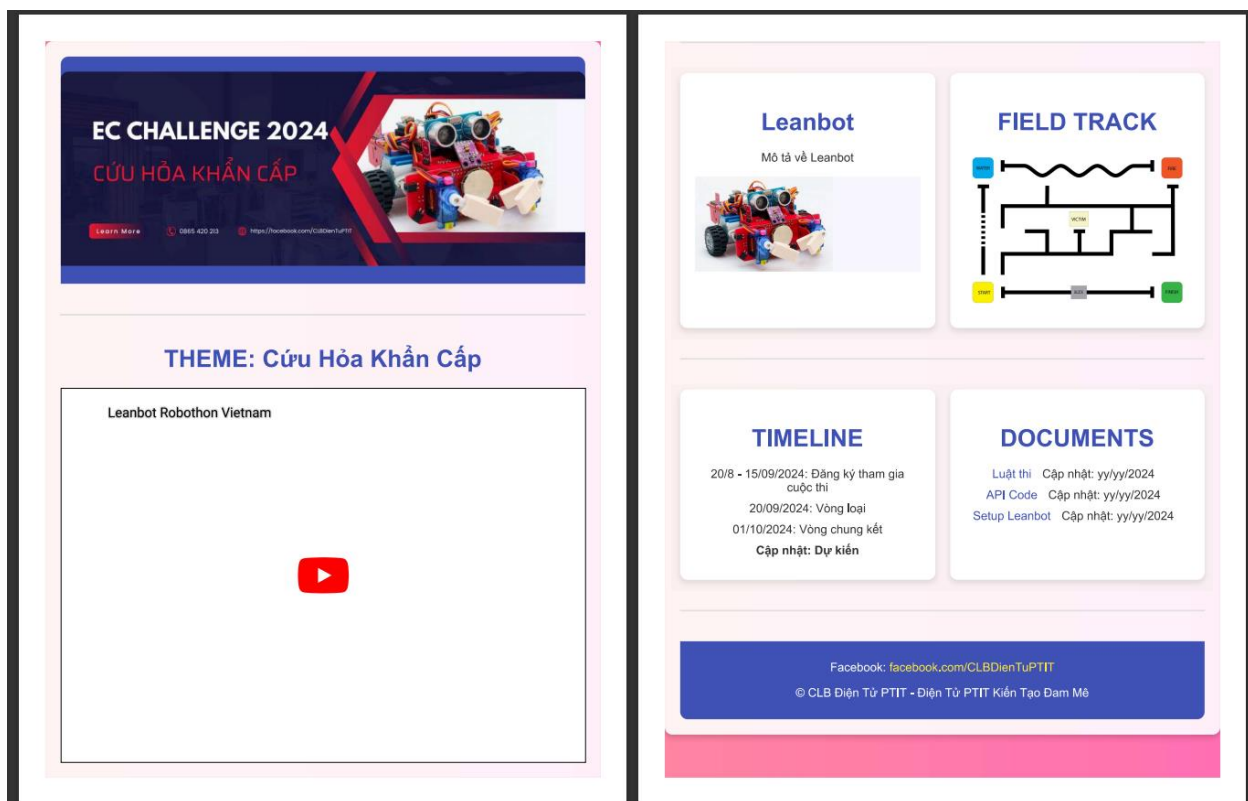 EC CHALLENGE 2024
CỨU HỎA KHẨN CẤP
Learn More
0865 420 213
https://facebook.com/CLBDienTuPTIT
THEME: Cứu Hỏa Khẩn Cấp
Leanbot Robothon Vietnam
Leanbot
Mô tả về Leanbot
FIELD TRACK
VICTIM
START
TIMELINE
20/8 - 15/09/2024: Đăng ký tham gia
cuộc thi
20/09/2024: Vòng loại
01/10/2024: Vòng chung kết
Cập nhật: Dự kiến
DOCUMENTS
Luật thi Cập nhật: yy/yy/2024
API Code Cập nhật: yy/yy/2024
Setup Leanbot Cập nhật: yy/yy/2024
Facebook: facebook.com/CLBDienTuPTIT
© CLB Điện Tử PTIT - Điện Tử PTIT Kiến Tạo Đam Mê